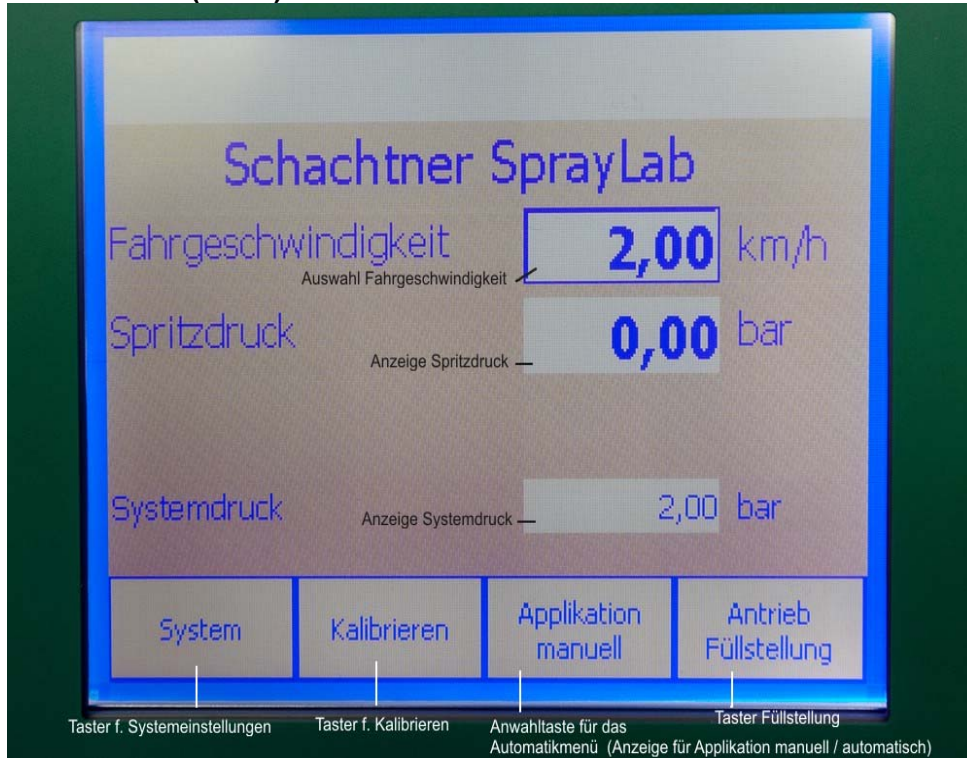 Schachtner SprayLab
Fahrgeschwindigkeit 2,00 km/h
Auswahl Fahrgeschwindigkeit
Spritzdruck 0,00 bar
Anzeige Spritzdruck
Systemdruck 2,00 bar
Anzeige Systemdruck
System
Kalibrieren
Applikation
manuell
Antrieb
Füllstellung
Taster f. Systemeinstellungen
Taster f. Kalibrieren
Anwahltaste für das
Automatikmenü (Anzeige für Applikation manuell / automatisch)
Taster Füllstellung